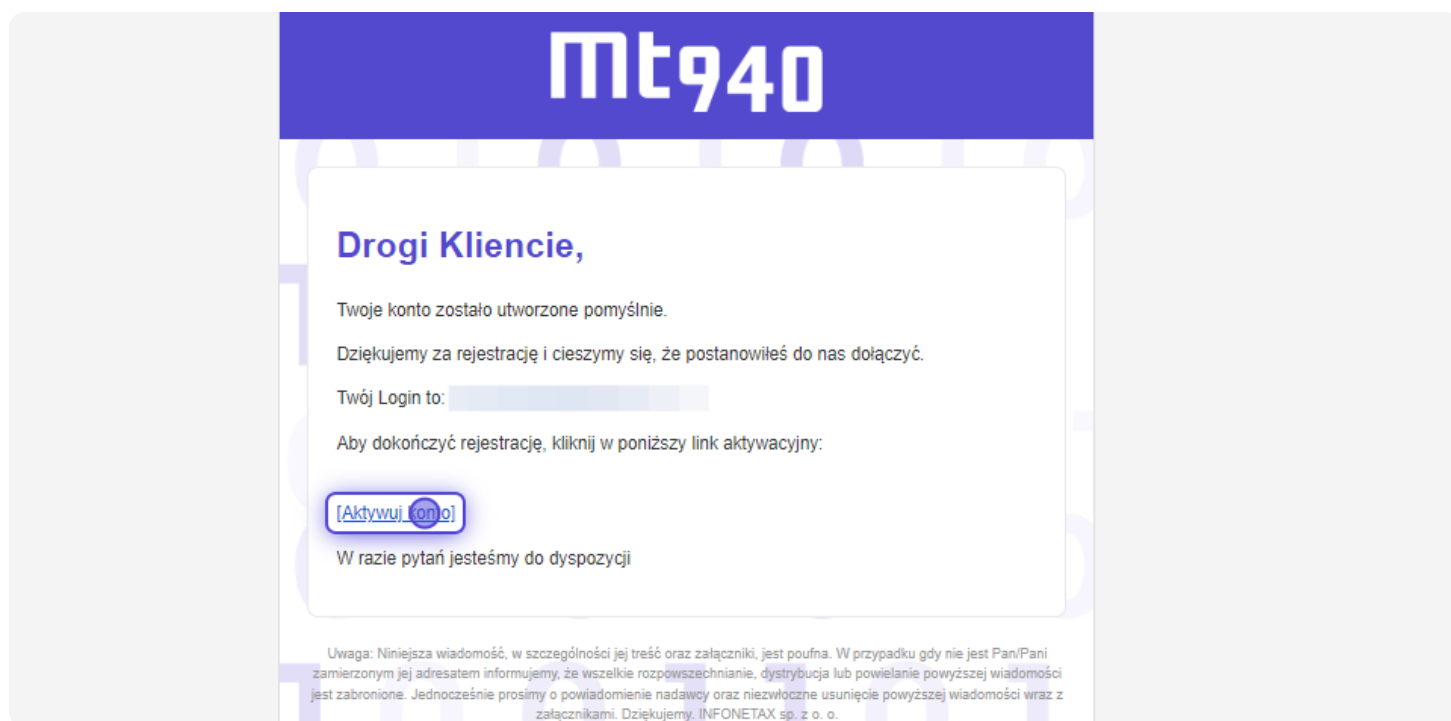 mt940
Drogi Kliencie,
Twoje konto zostało utworzone pomyślnie.
Dziękujemy za rejestrację i cieszymy się, że postanowiłeś do nas dołączyć.
Twój Login to:
Aby dokończyć rejestrację, kliknij w poniższy link aktywacyjny:
[Aktywuj konto]
W razie pytań jesteśmy do dyspozycji
Uwaga: Niniejsza wiadomość, w szczególności jej treść oraz załączniki, jest poufna. W przypadku gdy nie jest Pan/Pani
zamierzonym jej adresatem informujemy, że wszelkie rozpowszechnianie, dystrybucja lub powielanie powyższej wiadomości
jest zabronione. Jednocześnie prosimy o powiadomienie nadawcy oraz niezwłoczne usunięcie powyższej wiadomości wraz z
załącznikami. Dziękujemy. INFONETAX sp. z o. o.